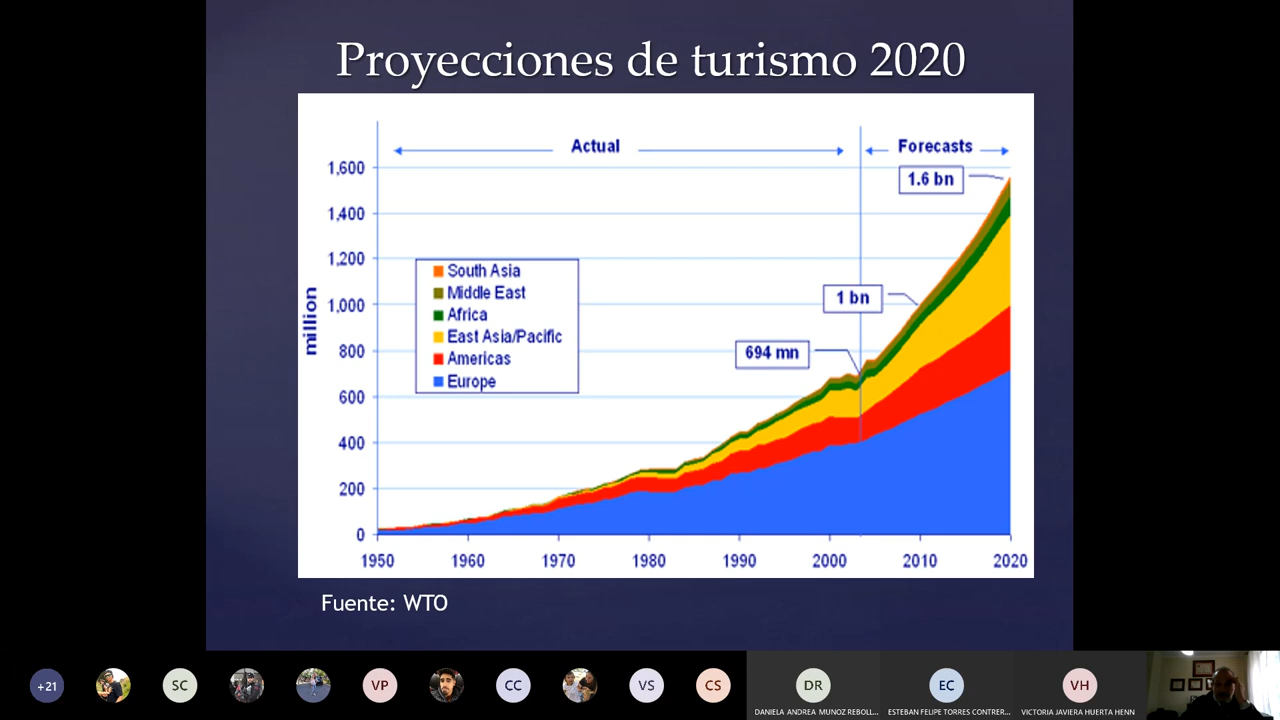 Proyecciones de turismo 2020
Actual
Forecasts
1,600
1.6 bn
1,400
1,200
1,000
1 bn
800
694 mn
600
400
200
0
million
South Asia
Middle East
Africa
East Asia/Pacific
Americas
Europe
1950 1960 1970 1980 1990 2000 2010 2020
Fuente: WTO
+21 SC VP CC VS CS DR EC VH
DANIELA ANDREA MUNOZ REBOLL... ESTEBAN FELIPE TORRES CONTRER... VICTORIA JAVIERA HUERTA HENN